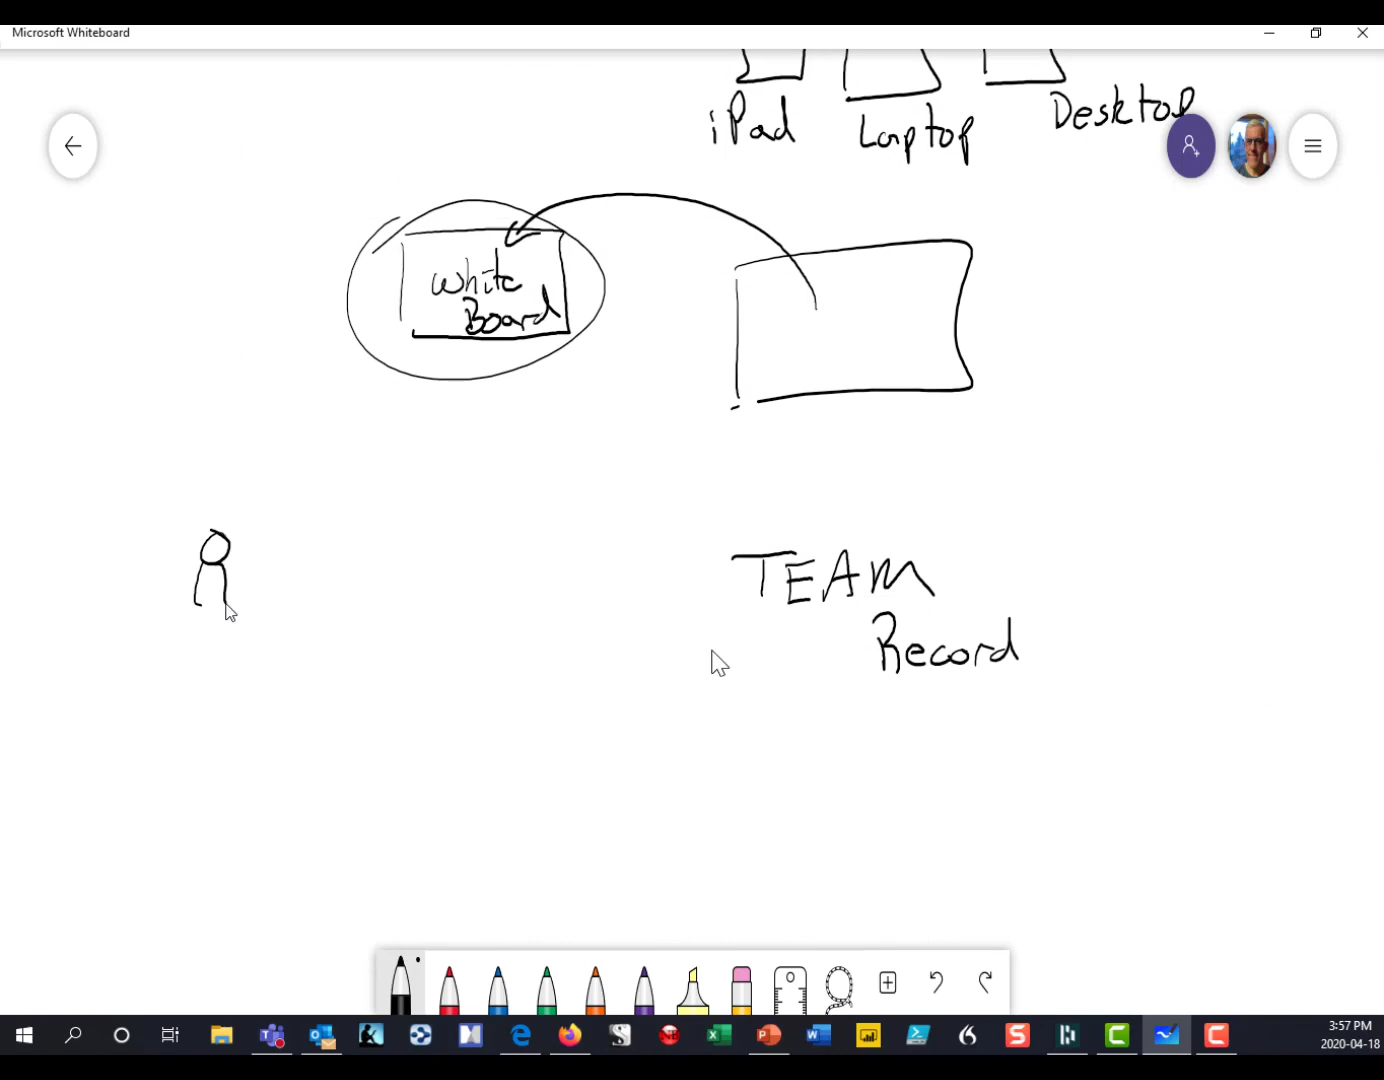 Microsoft Whiteboard
iPad
Laptop
Desktop
White
Board
TEAM
Record
3:57 PM
2020-04-18